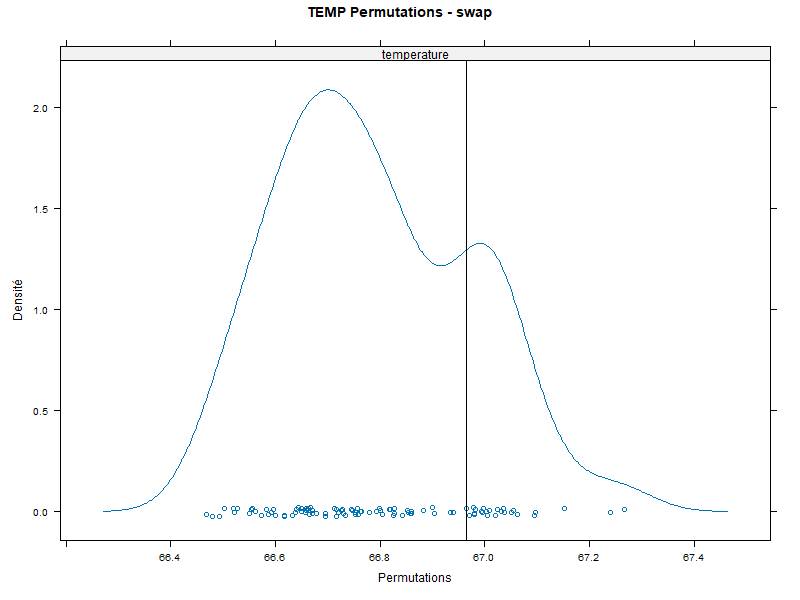 TEMP Permutations - swap
temperature
2.0
1.5
1.0
0.5
0.0
Densité
66.4 66.6 66.8 67.0 67.2 67.4
Permutations